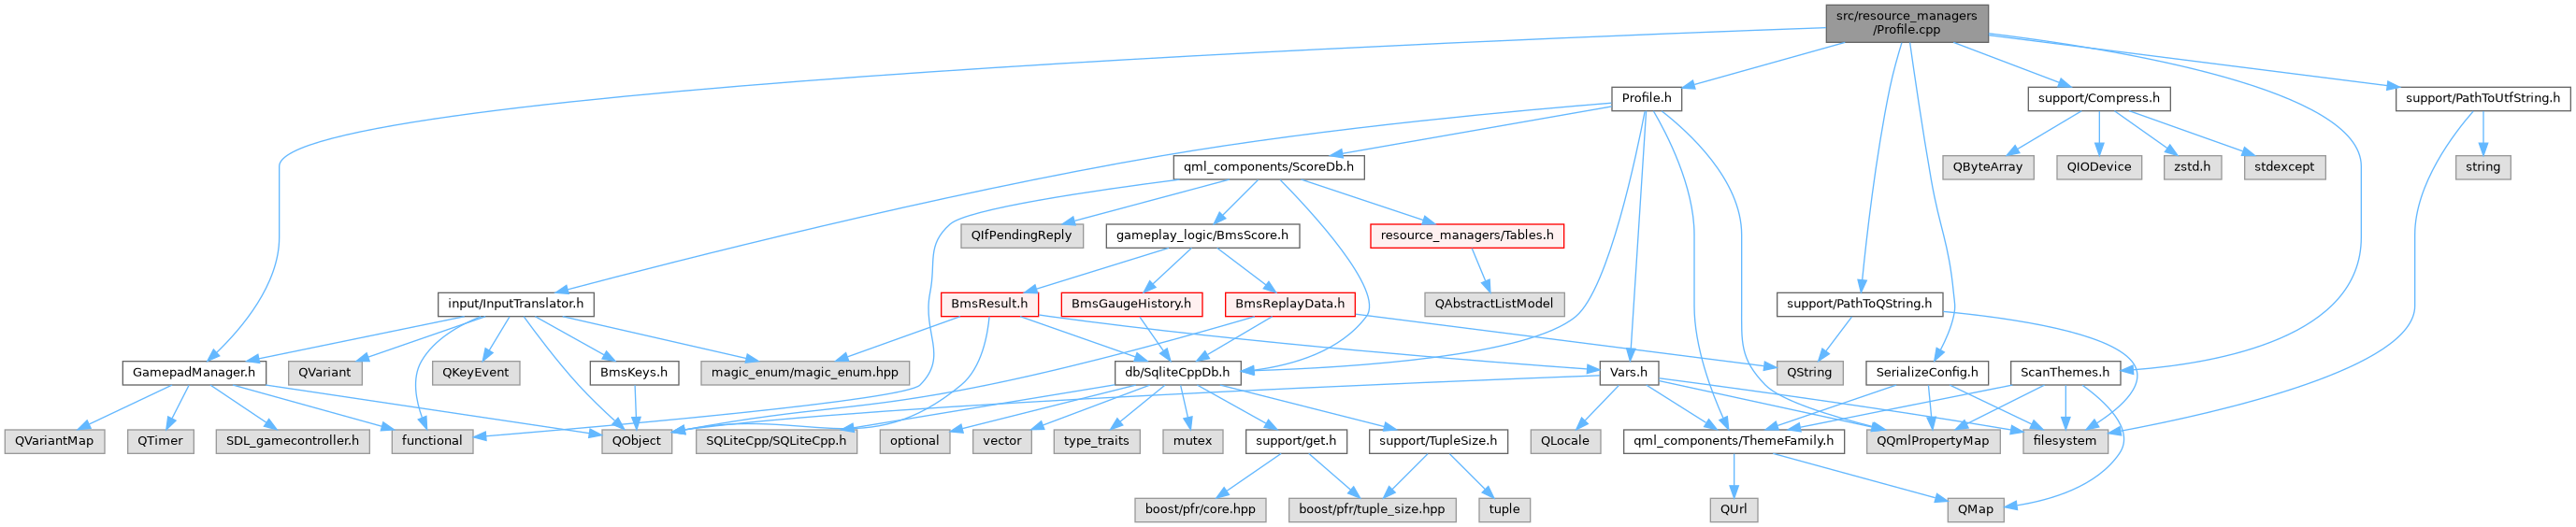 src/resource_managers
/Profile.cpp
Profile.h
support/Compress.h
support/PathToUtfString.h
qml_components/ScoreDb.h
QByteArray
QIODevice
zstd.h
stdexcept
string
QIfPendingReply
gameplay_logic/BmsScore.h
resource_managers/Tables.h
input/InputTranslator.h
BmsResult.h
BmsGaugeHistory.h
BmsReplayData.h
QAbstractListModel
support/PathToQString.h
GamepadManager.h
QVariant
QKeyEvent
BmsKeys.h
magic_enum/magic_enum.hpp
db/SqliteCppDb.h
Vars.h
QString
SerializeConfig.h
ScanThemes.h
QVariantMap
QTimer
SDL_gamecontroller.h
functional
QObject
SQLiteCpp/SQLiteCpp.h
optional
vector
type_traits
mutex
support/get.h
support/TupleSize.h
QLocale
qml_components/ThemeFamily.h
QQmlPropertyMap
filesystem
boost/pfr/core.hpp
boost/pfr/tuple_size.hpp
tuple
QUrl
QMap